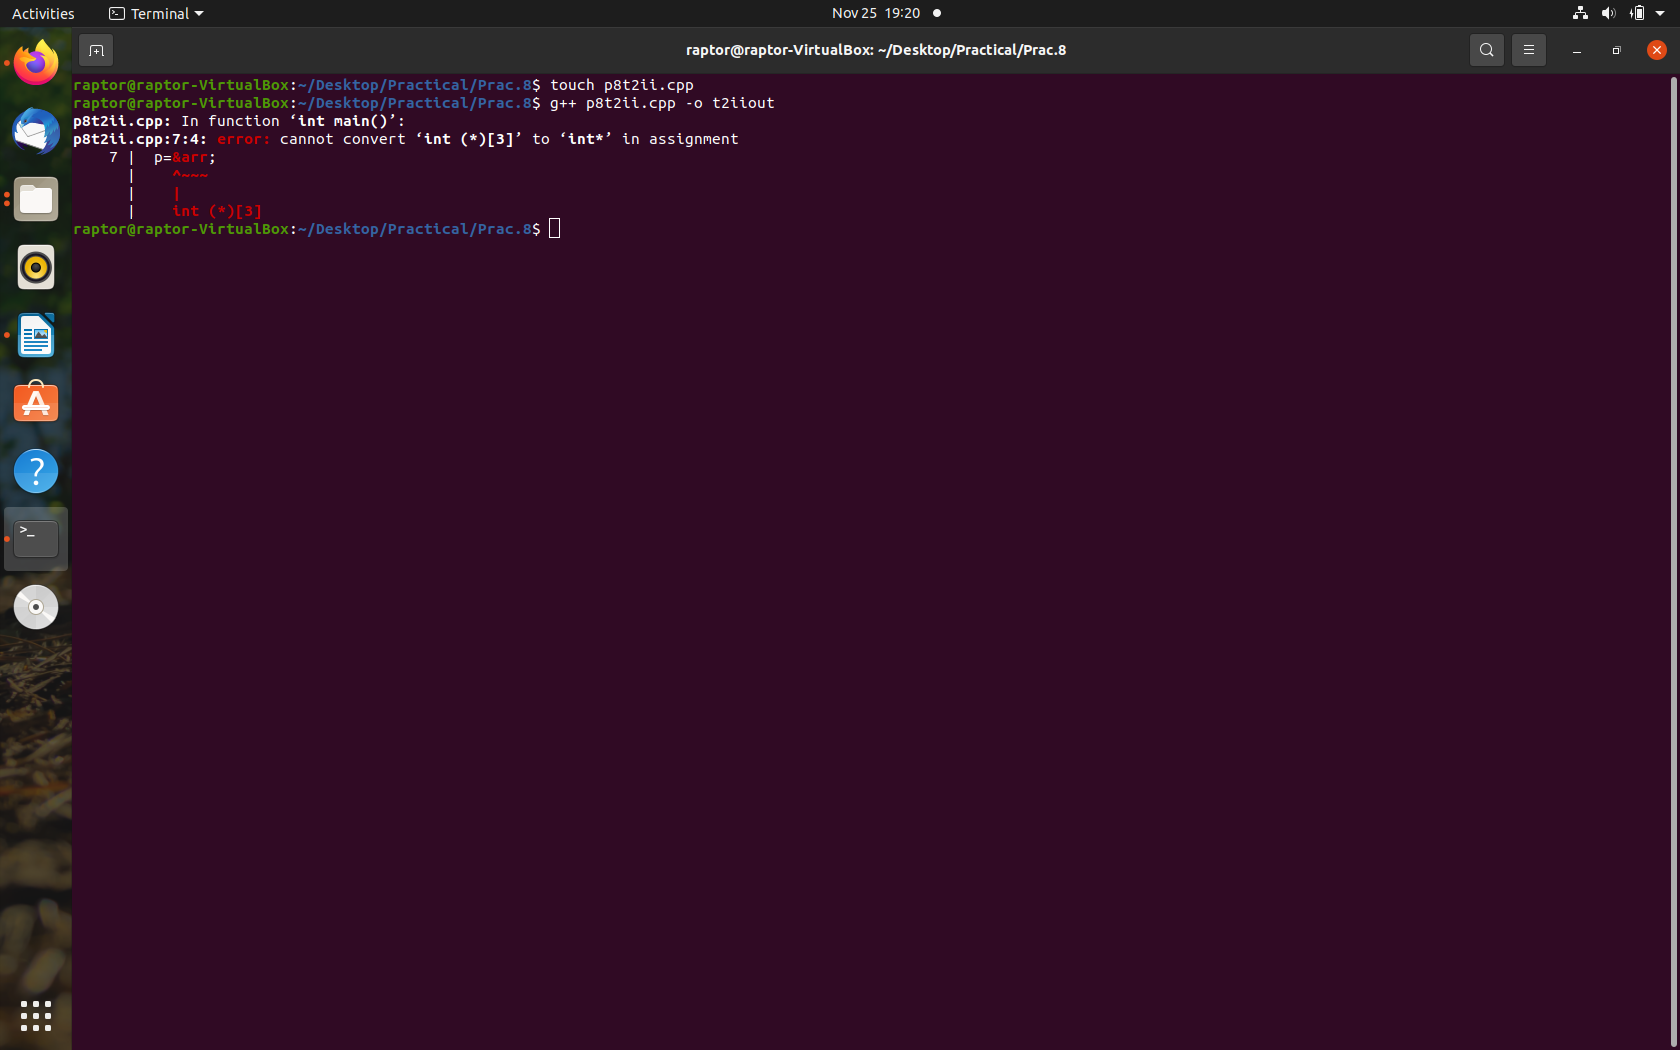 Activities
Terminal
Nov 25 19:20
raptor@raptor-VirtualBox: ~/Desktop/Practical/Prac.8
raptor@raptor-VirtualBox:~/Desktop/Practical/Prac.8$ touch p8t2ii.cpp
raptor@raptor-VirtualBox:~/Desktop/Practical/Prac.8$ g++ p8t2ii.cpp -o t2iiout
p8t2ii.cpp: In function ‘int main()’:
p8t2ii.cpp:7:4: error: cannot convert ‘int (*)[3]’ to ‘int*’ in assignment
    7 |  p=&arr;
      |    ^~~~
      |    |
      |    int (*)[3]
raptor@raptor-VirtualBox:~/Desktop/Practical/Prac.8$